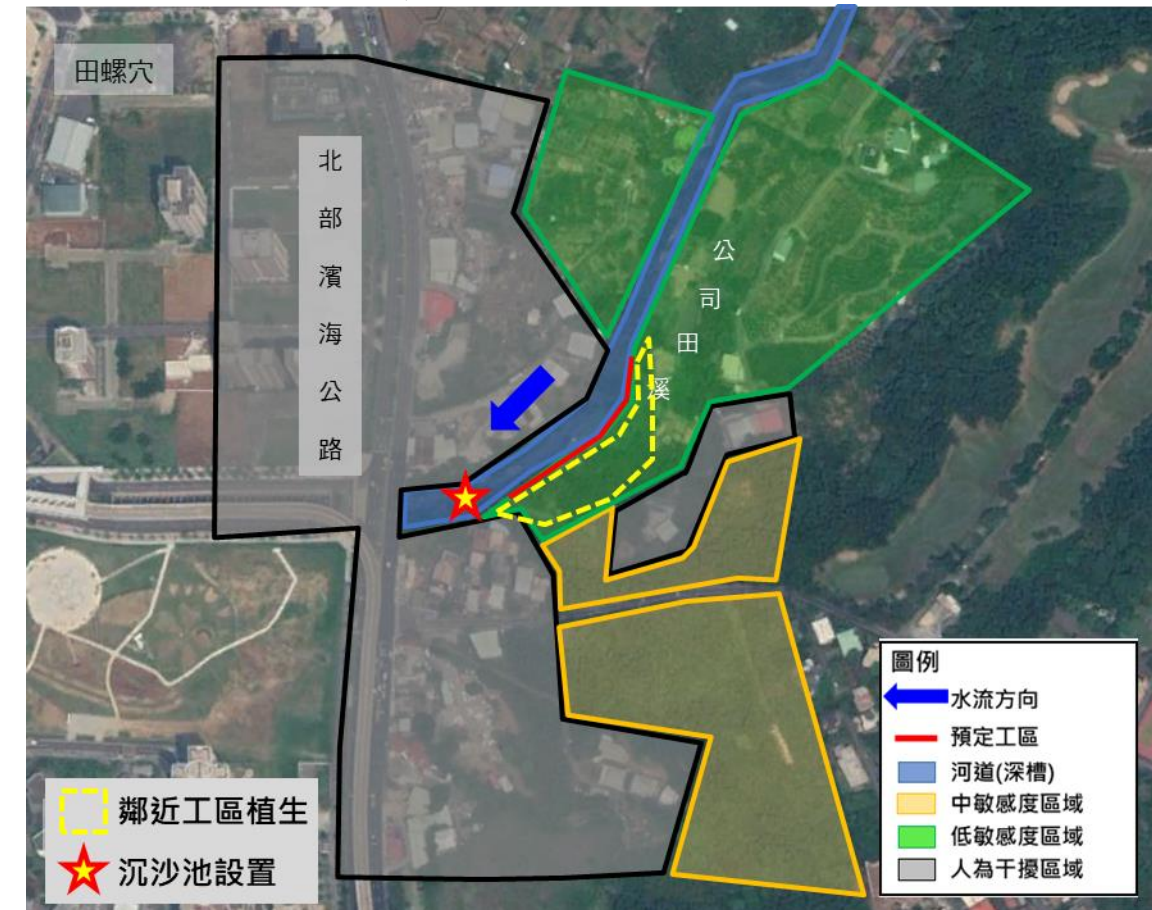 田螺穴
北部濱海公路
公司田溪
鄰近工區植生
沉沙池設置
圖例
水流方向
預定工區
河道(深槽)
中敏感度區域
低敏感度區域
人為干擾區域